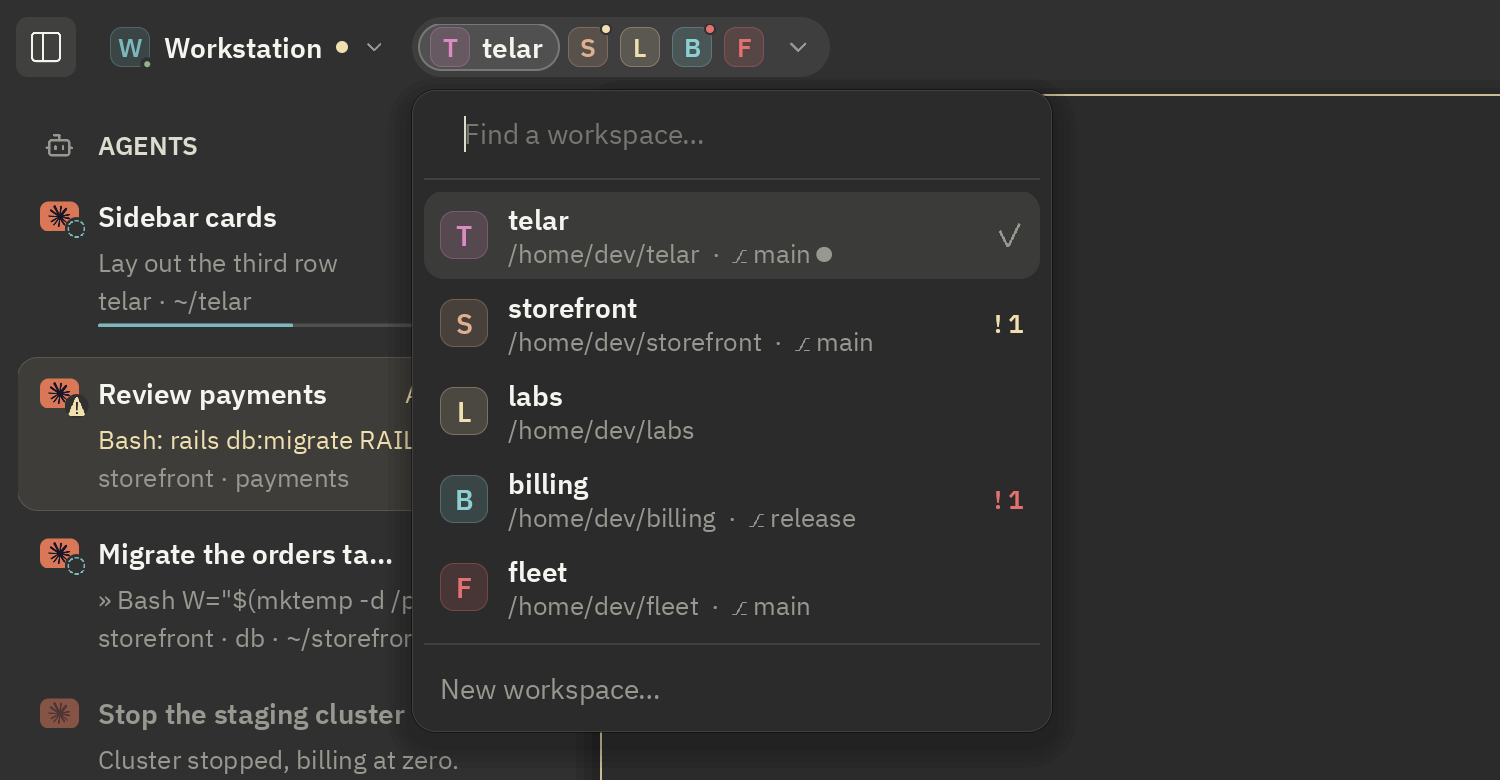 W Workstation T telar S L B F
Find a workspace…
AGENTS
Sidebar cards
Lay out the third row
telar · ~/telar
Review payments
Bash: rails db:migrate RAIL
storefront · payments
Migrate the orders ta…
» Bash W="$(mktemp -d /p
storefront · db · ~/storefror
Stop the staging cluster
Cluster stopped, billing at zero.
T telar
/home/dev/telar · ⌥ main ●
S storefront
/home/dev/storefront · ⌥ main
!1
L labs
/home/dev/labs
B billing
/home/dev/billing · ⌥ release
!1
F fleet
/home/dev/fleet · ⌥ main
New workspace…